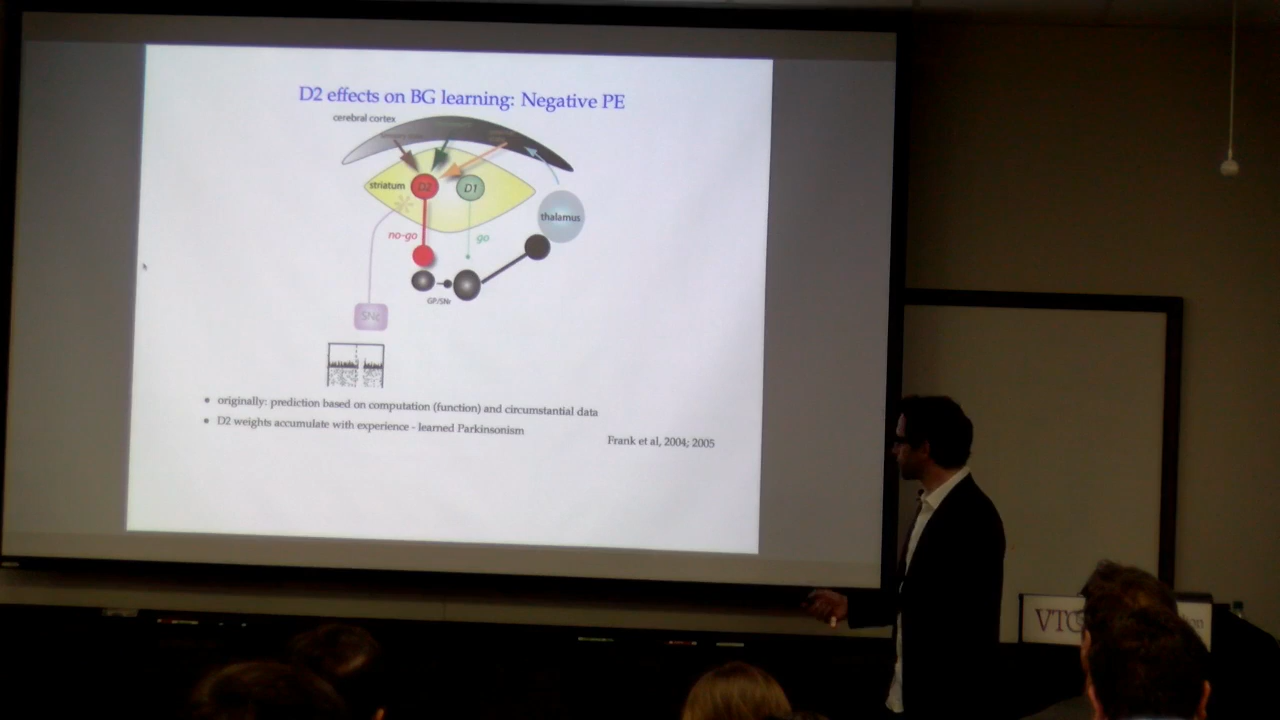 D2 effects on BG learning: Negative PE
cerebral cortex
striatum
D2
D1
thalamus
no-go
go
GP/SNr
SNc
• originally: prediction based on computation (function) and circumstantial data
• D2 weights accumulate with experience - learned Parkinsonism
Frank et al, 2004; 2005